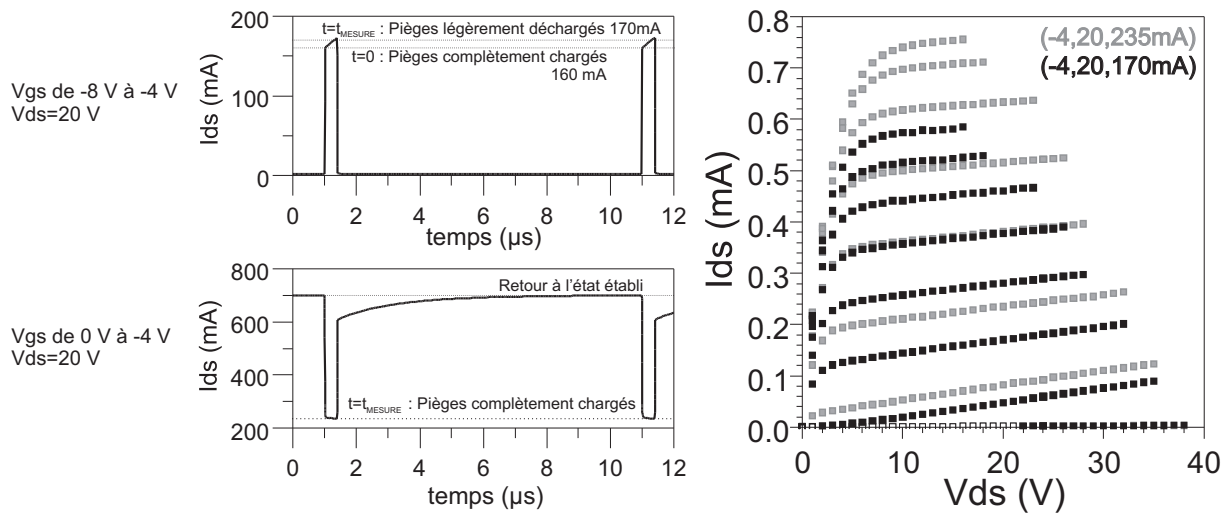 Vgs de -8 V à -4 V
Vds=20 V
Ids (mA)
200
100
0
t=tMESURE : Pièges légèrement déchargés 170mA
t=0 : Pièges complètement chargés
160 mA
0 2 4 6 8 10 12
temps (µs)
Vgs de 0 V à -4 V
Vds=20 V
Ids (mA)
800
600
400
200
Retour à l'état établi
t=tMESURE : Pièges complètement chargés
0 2 4 6 8 10 12
temps (µs)
Ids (mA)
0.8
0.7
0.6
0.5
0.4
0.3
0.2
0.1
0.0
(-4,20,235mA)
(-4,20,170mA)
0 10 20 30 40
Vds (V)